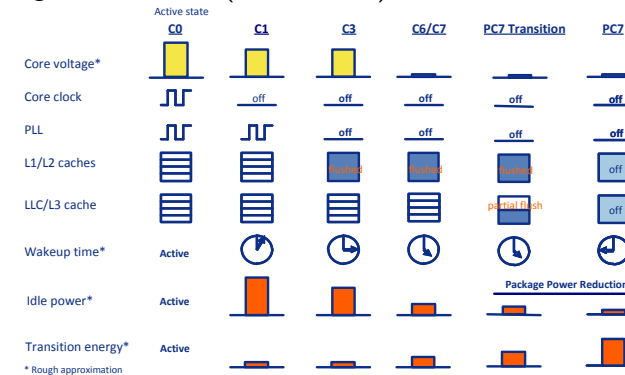 Active state
C0 C1 C3 C6/C7 PC7 Transition PC7
Core voltage*
Core clock off off off off off
PLL off off off off
L1/L2 caches flushed flushed flushed off
LLC/L3 cache partial flush off
Wakeup time* Active
Package Power Reduction
Idle power* Active
Transition energy* Active
* Rough approximation